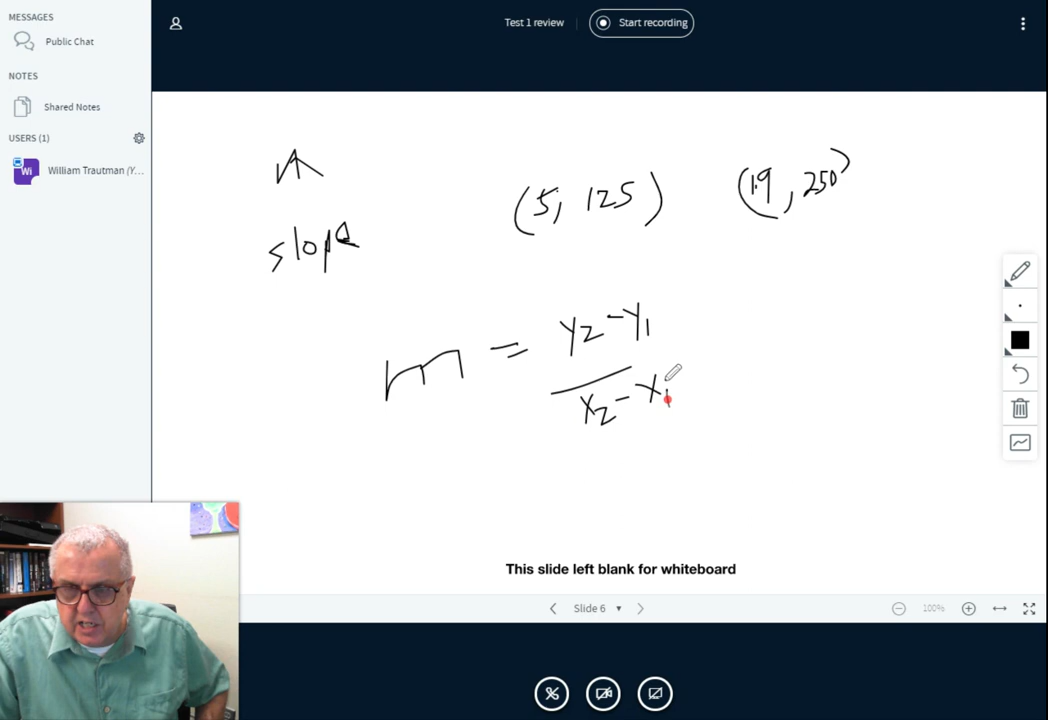 MESSAGES
Public Chat
NOTES
Shared Notes
USERS (1)
Wi
William Trautman (Y...
Test 1 review
Start recording
(5, 125) (19, 250)
slope
m = y2 - y1
x2 - x1
This slide left blank for whiteboard
Slide 6
100%